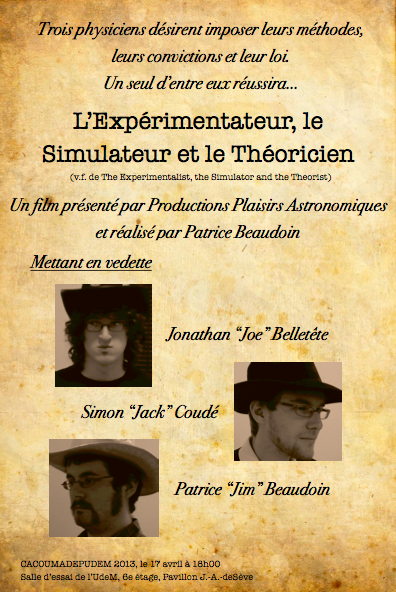 Trois physiciens désirent imposer leurs méthodes,
leurs convictions et leur loi.
Un seul d'entre eux réussira...
L'Expérimentateur, le
Simulateur et le Théoricien
(v.f. de The Experimentalist, the Simulator and the Theorist)
Un film présenté par Productions Plaisirs Astronomiques
et réalisé par Patrice Beaudoin
Mettant en vedette
Jonathan “Joe” Belletête
Simon “Jack” Coudé
Patrice “Jim” Beaudoin
CACOUMADEPUDEM 2013, le 17 avril à 18h00
Salle d'essai de l'UdeM, 6e étage, Pavillon J.-A.-deSève